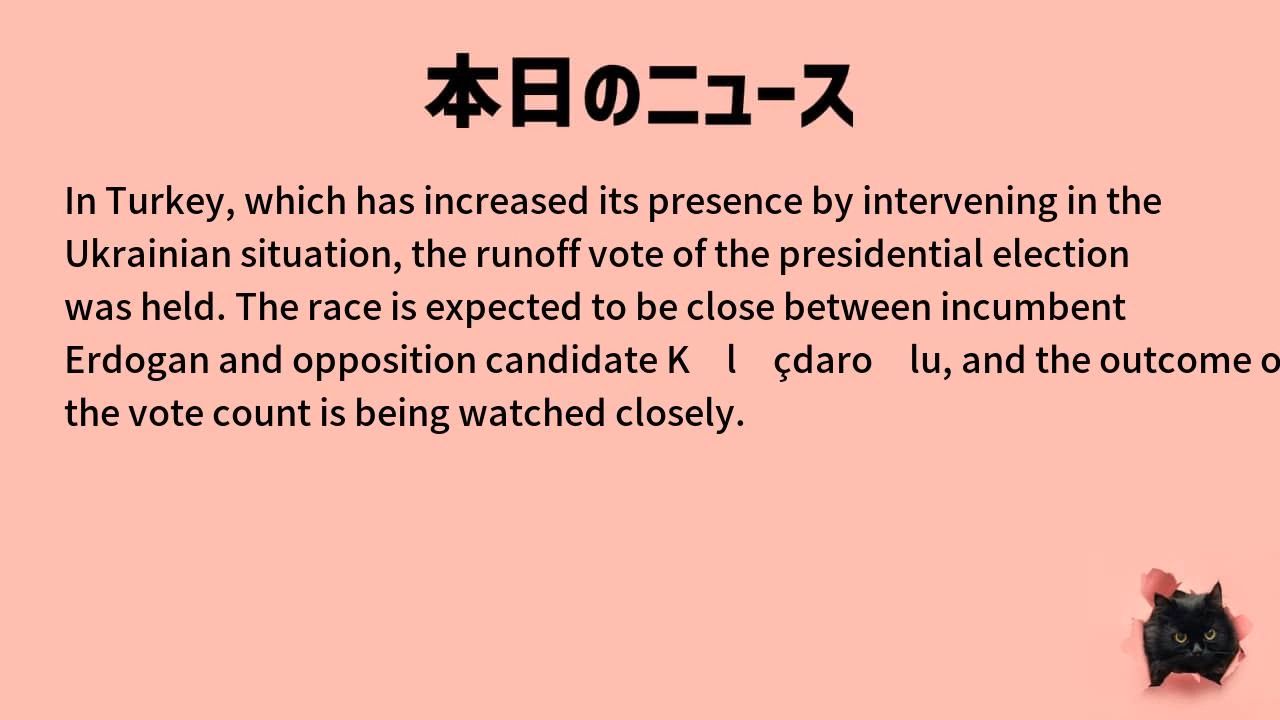 本日のニュース
In Turkey, which has increased its presence by intervening in the
Ukrainian situation, the runoff vote of the presidential election
was held. The race is expected to be close between incumbent
Erdogan and opposition candidate K l çdaro lu, and the outcome o
the vote count is being watched closely.